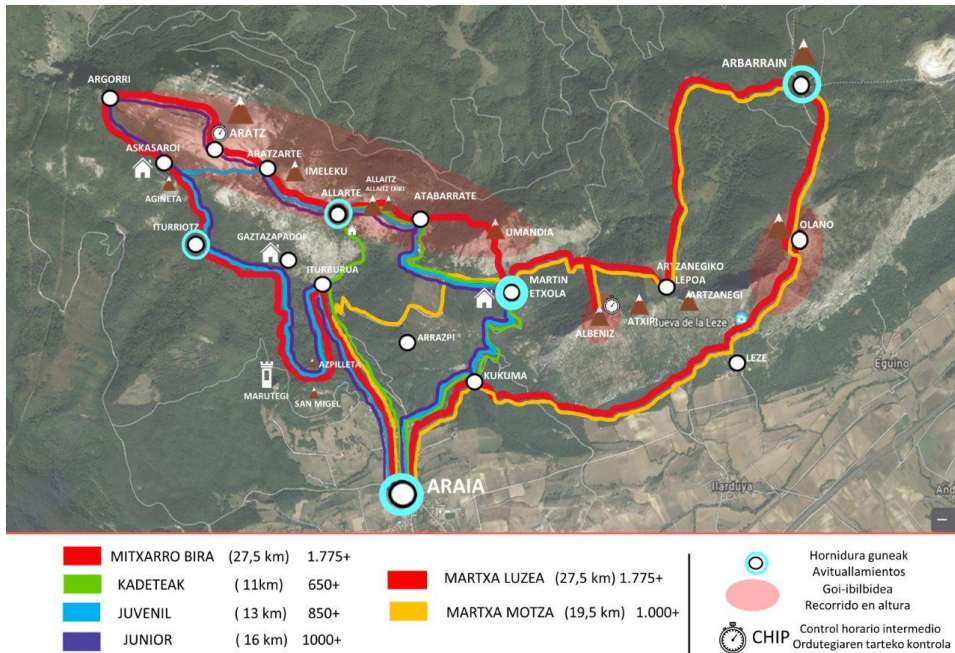 ARBARRAIN
ARGORRI
ARATZ
ASKASAROI
ARATZARTE
IMELEKU
AGINETA
ALLAITZ
ALLAITZ TXIKI
ALLARTE
ATABARRATE
ITURRIOTZ
UMANDIA
OLANO
GAZTAZAPADOI
ITURBURUA
MARTIN
ETXOLA
ARTZANEGIKO
LEPOA
ARTZANEGI
ALBENIZ
ATXIRI
Cueva de la Leze
ARRAZPI
LEZE
Eguino
AZPILLETA
KUKUMA
MARUTEGI
SAN MIGEL
ARAIA
Ilarduya
MITXARRO BIRA (27,5 km) 1.775+
KADETEAK ( 11km) 650+
JUVENIL ( 13 km) 850+
JUNIOR ( 16 km) 1000+
MARTXA LUZEA (27,5 km) 1.775+
MARTXA MOTZA (19,5 km) 1.000+
Hornidura guneak
Avituallamientos
Goi-ibilbidea
Recorrido en altura
CHIP Control horario intermedio
Ordutegiaren tarteko kontrola